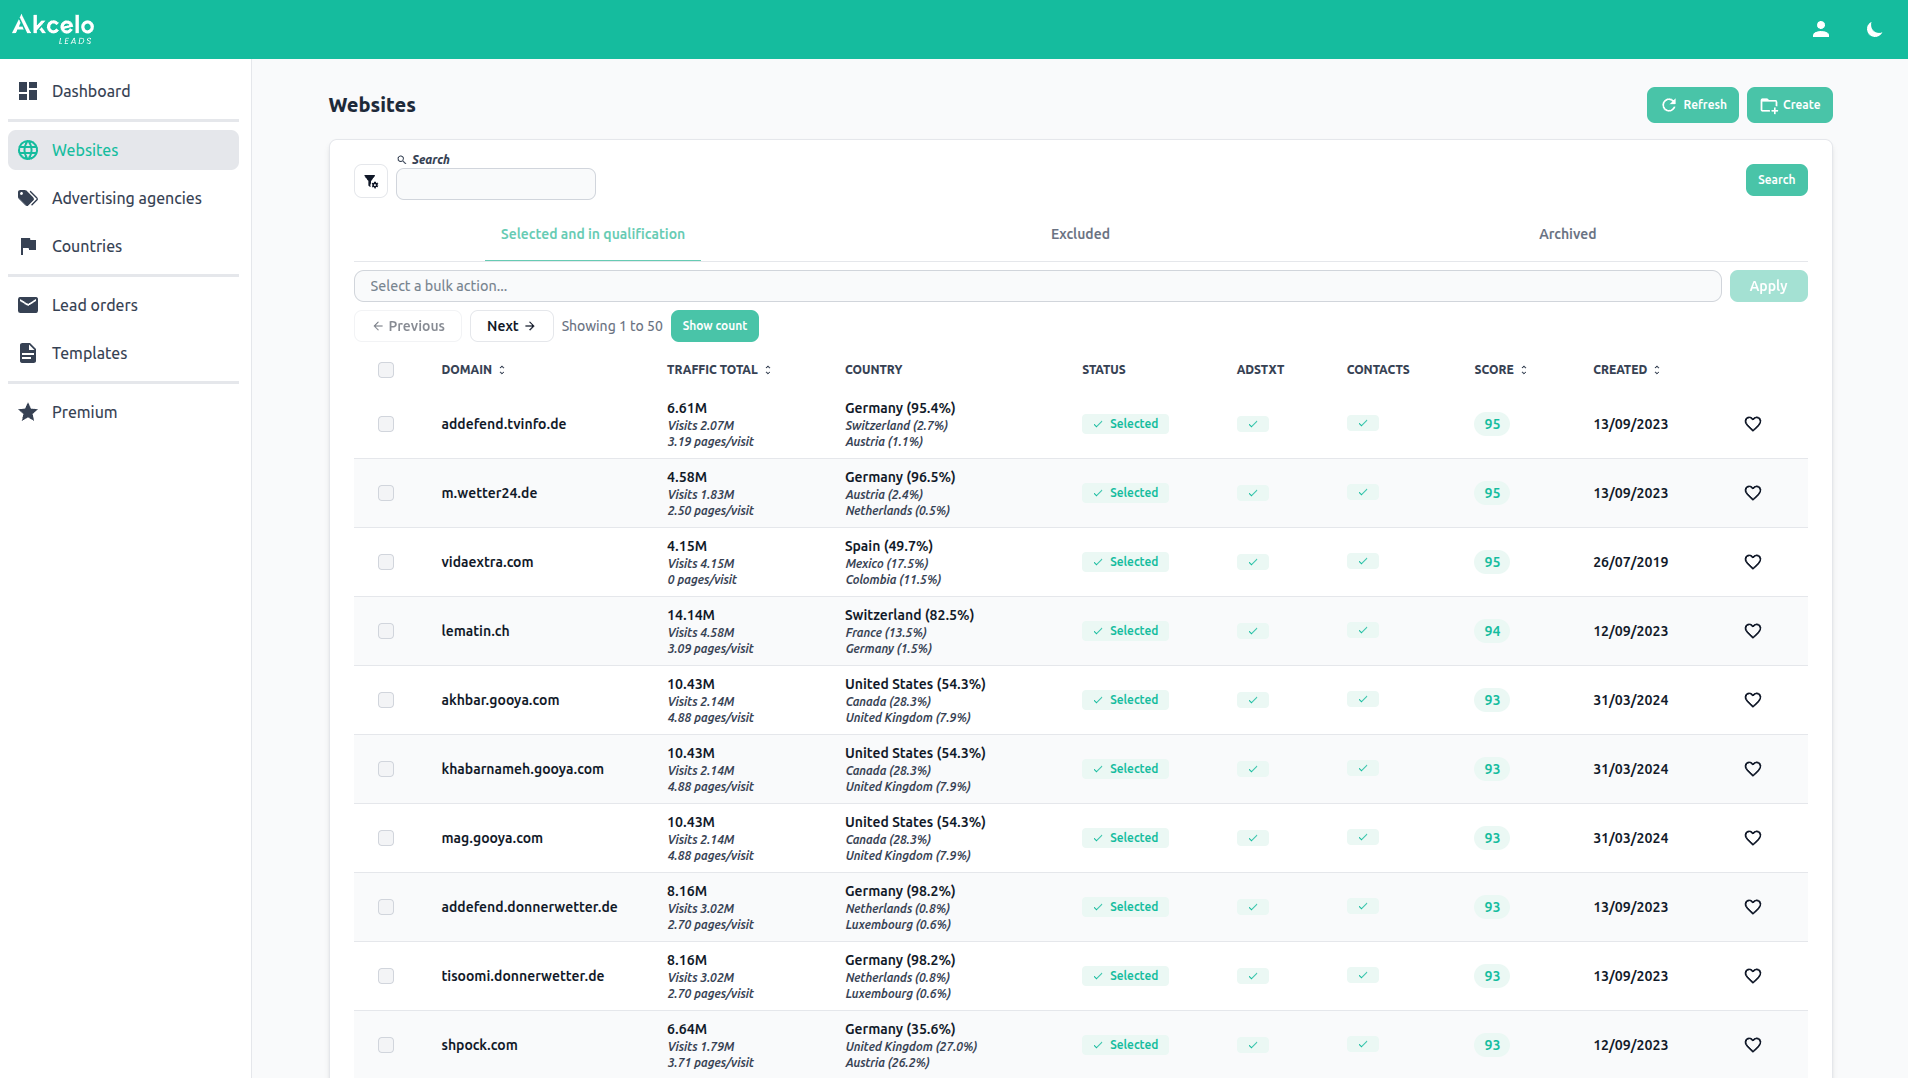 Akcelo
LEADS
Dashboard
Websites
Advertising agencies
Countries
Lead orders
Templates
Premium
Websites
Refresh
Create
Search
Search
Selected and in qualification
Excluded
Archived
Select a bulk action...
Apply
← Previous
Next →
Showing 1 to 50
Show count
DOMAIN TRAFFIC TOTAL COUNTRY STATUS ADSTXT CONTACTS SCORE CREATED
addefend.tvinfo.de
6.61M
Visits 2.07M
3.19 pages/visit
Germany (95.4%)
Switzerland (2.7%)
Austria (1.1%)
Selected
95
13/09/2023
m.wetter24.de
4.58M
Visits 1.83M
2.50 pages/visit
Germany (96.5%)
Austria (2.4%)
Netherlands (0.5%)
Selected
95
13/09/2023
vidaextra.com
4.15M
Visits 4.15M
0 pages/visit
Spain (49.7%)
Mexico (17.5%)
Colombia (11.5%)
Selected
95
26/07/2019
lematin.ch
14.14M
Visits 4.58M
3.09 pages/visit
Switzerland (82.5%)
France (13.5%)
Germany (1.5%)
Selected
94
12/09/2023
akhbar.gooya.com
10.43M
Visits 2.14M
4.88 pages/visit
United States (54.3%)
Canada (28.3%)
United Kingdom (7.9%)
Selected
93
31/03/2024
khabarnameh.gooya.com
10.43M
Visits 2.14M
4.88 pages/visit
United States (54.3%)
Canada (28.3%)
United Kingdom (7.9%)
Selected
93
31/03/2024
mag.gooya.com
10.43M
Visits 2.14M
4.88 pages/visit
United States (54.3%)
Canada (28.3%)
United Kingdom (7.9%)
Selected
93
31/03/2024
addefend.donnerwetter.de
8.16M
Visits 3.02M
2.70 pages/visit
Germany (98.2%)
Netherlands (0.8%)
Luxembourg (0.6%)
Selected
93
13/09/2023
tisoomi.donnerwetter.de
8.16M
Visits 3.02M
2.70 pages/visit
Germany (98.2%)
Netherlands (0.8%)
Luxembourg (0.6%)
Selected
93
13/09/2023
shpock.com
6.64M
Visits 1.79M
3.71 pages/visit
Germany (35.6%)
United Kingdom (27.0%)
Austria (26.2%)
Selected
93
12/09/2023